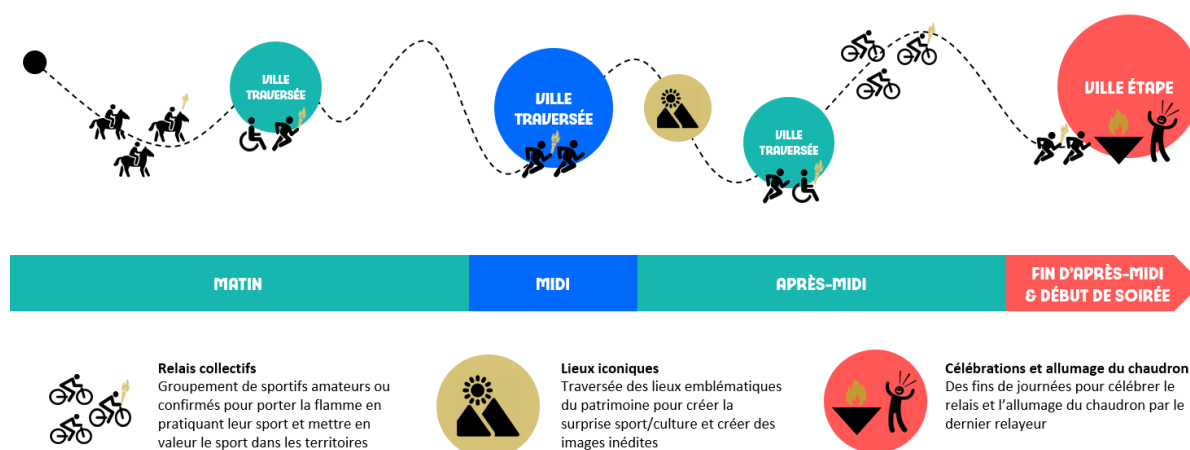 VILLE
TRAVERSÉE
VILLE
TRAVERSÉE
VILLE
TRAVERSÉE
VILLE ÉTAPE
MATIN
MIDI
APRÈS-MIDI
FIN D'APRÈS-MIDI
& DÉBUT DE SOIRÉE
Relais collectifs
Groupement de sportifs amateurs ou
confirmés pour porter la flamme en
pratiquant leur sport et mettre en
valeur le sport dans les territoires
Lieux iconiques
Traversée des lieux emblématiques
du patrimoine pour créer la
surprise sport/culture et créer des
images inédites
Célébrations et allumage du chaudron
Des fins de journées pour célébrer le
relais et l'allumage du chaudron par le
dernier relayeur